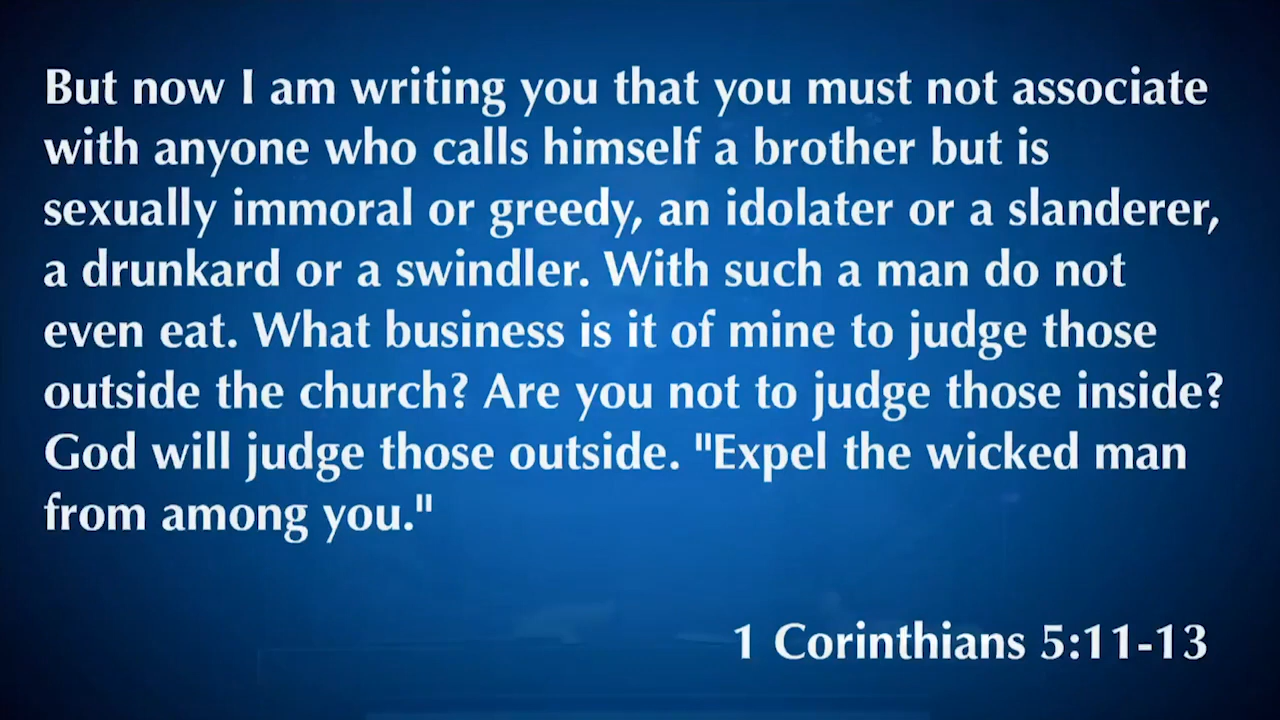 But now I am writing you that you must not associate
with anyone who calls himself a brother but is
sexually immoral or greedy, an idolater or a slanderer,
a drunkard or a swindler. With such a man do not
even eat. What business is it of mine to judge those
outside the church? Are you not to judge those inside?
God will judge those outside. "Expel the wicked man
from among you."
1 Corinthians 5:11-13